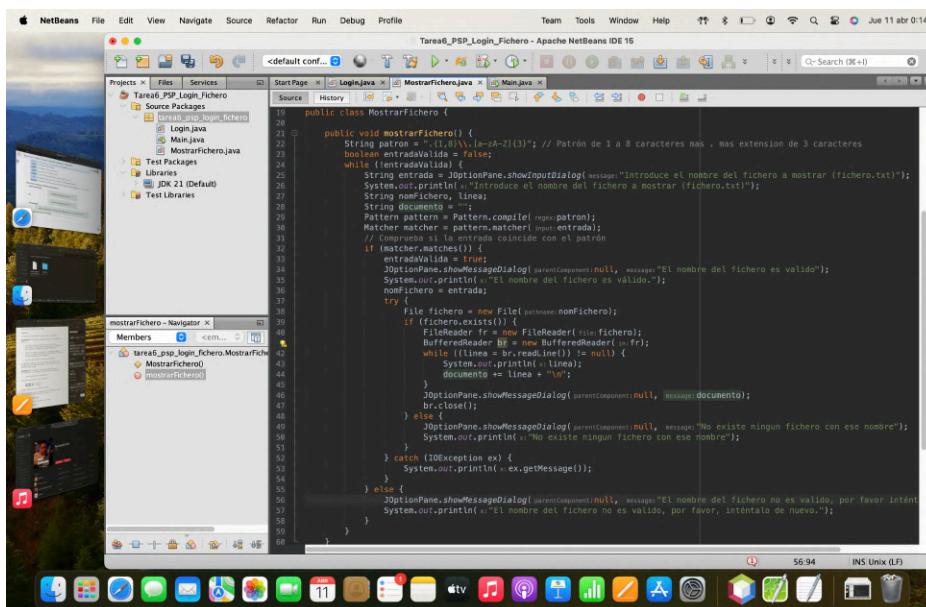 NetBeans File Edit View Navigate Source Refactor Run Debug Profile Team Tools Window Help Jue 11 abr 0:14
Tarea6_PSP_Login_Fichero - Apache NetBeans IDE 15
<default conf... Q- Search (⌘+I)
Projects × Files Services
Start Page × Login.java × MostrarFichero.java × Main.java ×
Source History
Tarea6_PSP_Login_Fichero
Source Packages
tarea6_psp_login_fichero
Login.java
Main.java
MostrarFichero.java
Test Packages
Libraries
JDK 21 (Default)
Test Libraries
mostrarFichero - Navigator ×
Members <em...
tarea6_psp_login_fichero.MostrarFiche
MostrarFichero()
mostrarFichero()
19 public class MostrarFichero {
20
21 public void mostrarFichero() {
22 String patron = ".{1,8}\\.[a-zA-Z]{3}"; // Patrón de 1 a 8 caracteres mas . mas extension de 3 caracteres
23 boolean entradaValida = false;
24 while (!entradaValida) {
25 String entrada = JOptionPane.showInputDialog( message:"Introduce el nombre del fichero a mostrar (fichero.txt)");
26 System.out.println( x:"Introduce el nombre del fichero a mostrar (fichero.txt)");
27 String nomFichero, linea;
28 String documento = "";
29 Pattern pattern = Pattern.compile( regex:patron);
30 Matcher matcher = pattern.matcher( input:entrada);
31 // Comprueba si la entrada coincide con el patrón
32 if (matcher.matches()) {
33 entradaValida = true;
34 JOptionPane.showMessageDialog( parentComponent:null, message:"El nombre del fichero es valido");
35 System.out.println( x:"El nombre del fichero es válido.");
36 nomFichero = entrada;
37 try {
38 File fichero = new File( pathname:nomFichero);
39 if (fichero.exists()) {
40 FileReader fr = new FileReader( file:fichero);
BufferedReader br = new BufferedReader( in:fr);
42 while ((linea = br.readLine()) != null) {
43 System.out.println( x:linea);
44 documento += linea + "\n";
45 }
46 JOptionPane.showMessageDialog( parentComponent:null, message:documento);
47 br.close();
48 } else {
49 JOptionPane.showMessageDialog( parentComponent:null, message:"No existe ningun fichero con ese nombre");
50 System.out.println( x:"No existe ningun fichero con ese nombre");
51 }
52 } catch (IOException ex) {
53 System.out.println( x:ex.getMessage());
54 }
55 } else {
56 JOptionPane.showMessageDialog( parentComponent:null, message:"El nombre del fichero no es valido, por favor intént
57 System.out.println( x:"El nombre del fichero no es valido, por favor, inténtalo de nuevo.");
58 }
59 }
60 }
56:94 INS Unix (LF)
ABR
11
tv